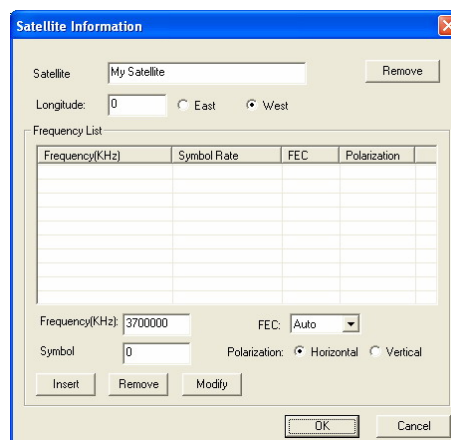 Satellite Information
Satellite My Satellite Remove
Longitude: 0 East West
Frequency List
Frequency(KHz) Symbol Rate FEC Polarization
Frequency(KHz): 3700000 FEC: Auto
Symbol 0 Polarization: Horizontal Vertical
Insert Remove Modify
OK Cancel